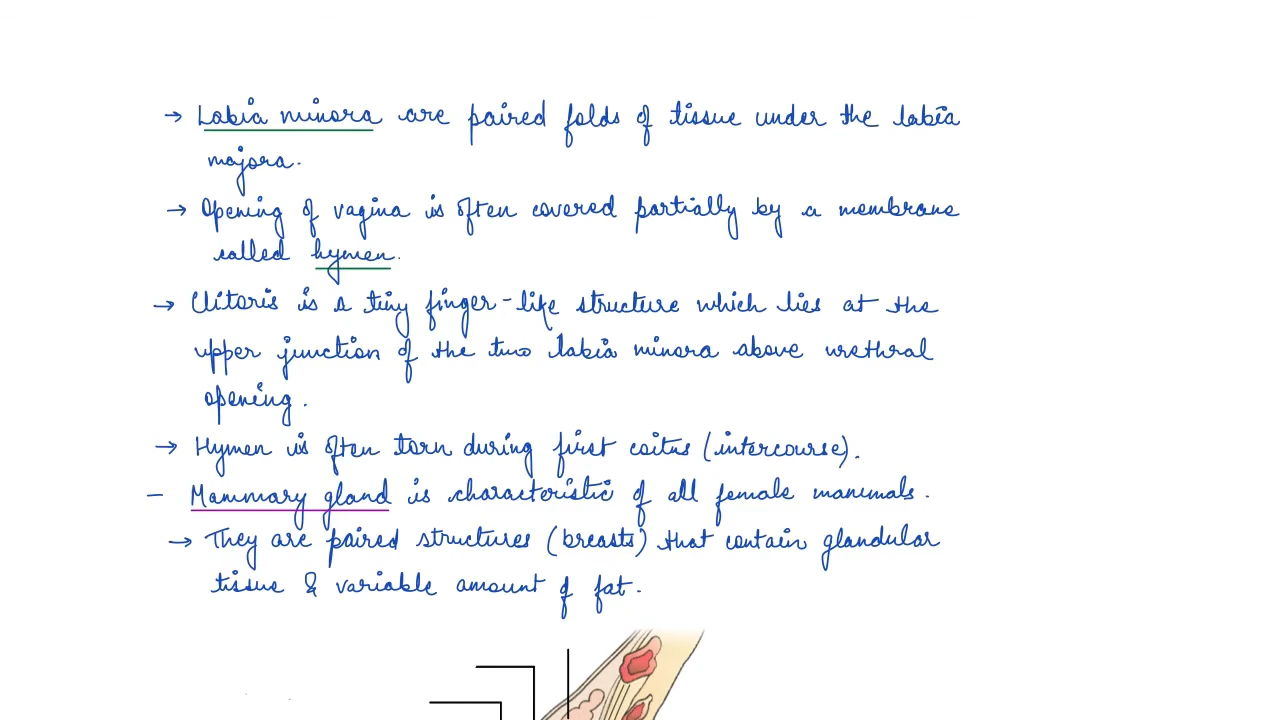 → Labia minora are paired folds of tissue under the labia
majora.
→ Opening of vagina is often covered partially by a membrane
called hymen.
→ Clitoris is a tiny finger-like structure which lies at the
upper junction of the two labia minora above urethral
opening.
→ Hymen is often torn during first coitus (intercourse).
- Mammary gland is characteristic of all female mammals.
→ They are paired structures (breasts) that contain glandular
tissue & variable amount of fat.